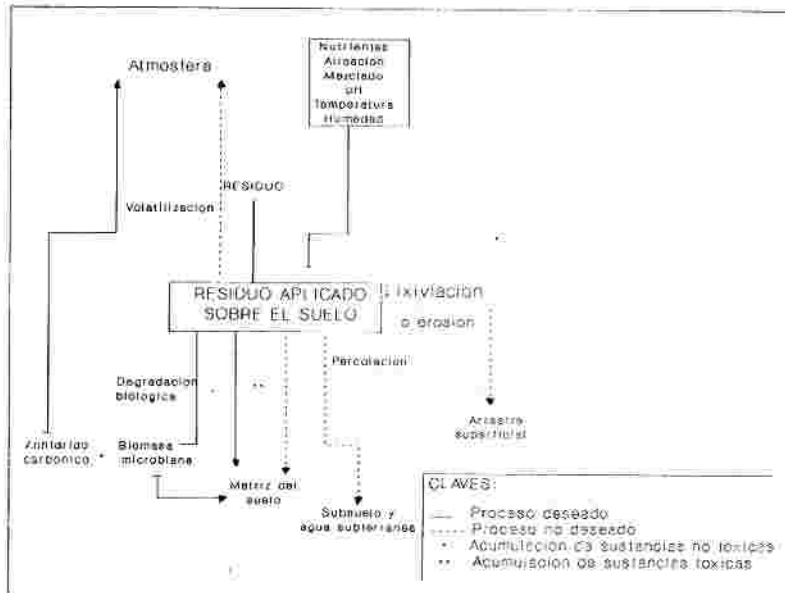 Atmosfera
Nutrientes
Aireacion
Mezclado
pH
Temperatura
Humedad
RESIDUO
Volatilizacion
RESIDUO APLICADO
SOBRE EL SUELO
Lixiviacion
o erosion
Percolacion
Degradacion
biologica
* **
Arrastre
superficial
Anhidrido
carbonico *
Biomasa
microbiana
Matriz del
suelo
Subsuelo y
agua subterranea
CLAVES:
Proceso deseado
Proceso no deseado
* Acumulacion de sustancias no toxicas
** Acumulacion de sustancias toxicas